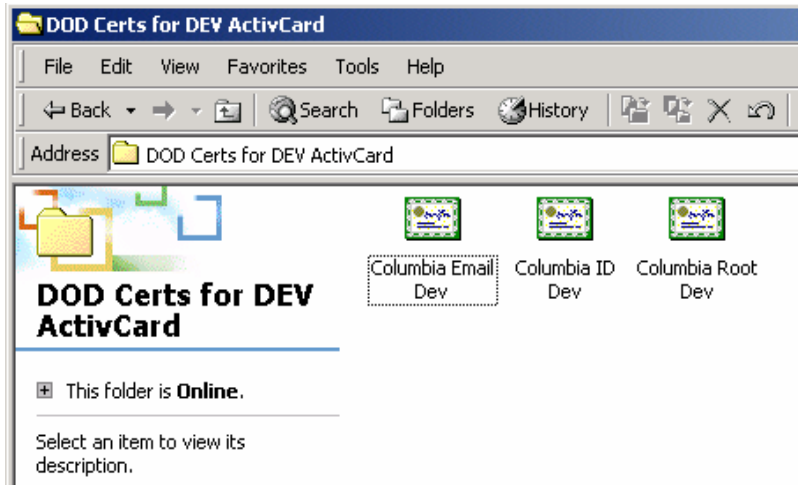 DOD Certs for DEV ActivCard
File Edit View Favorites Tools Help
Back Search Folders History
Address DOD Certs for DEV ActivCard
DOD Certs for DEV
ActivCard
This folder is Online.
Select an item to view its
description.
Columbia Email
Dev
Columbia ID
Dev
Columbia Root
Dev